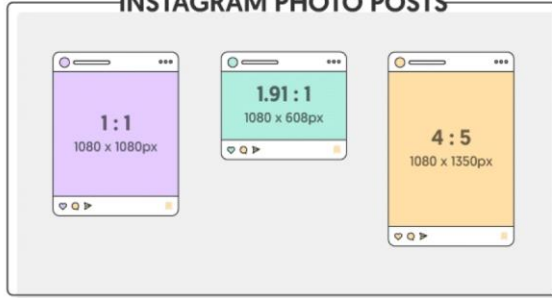 INSTAGRAM PHOTO POSTS
1:1
1080 x 1080px
1.91 : 1
1080 x 608px
4:5
1080 x 1350px